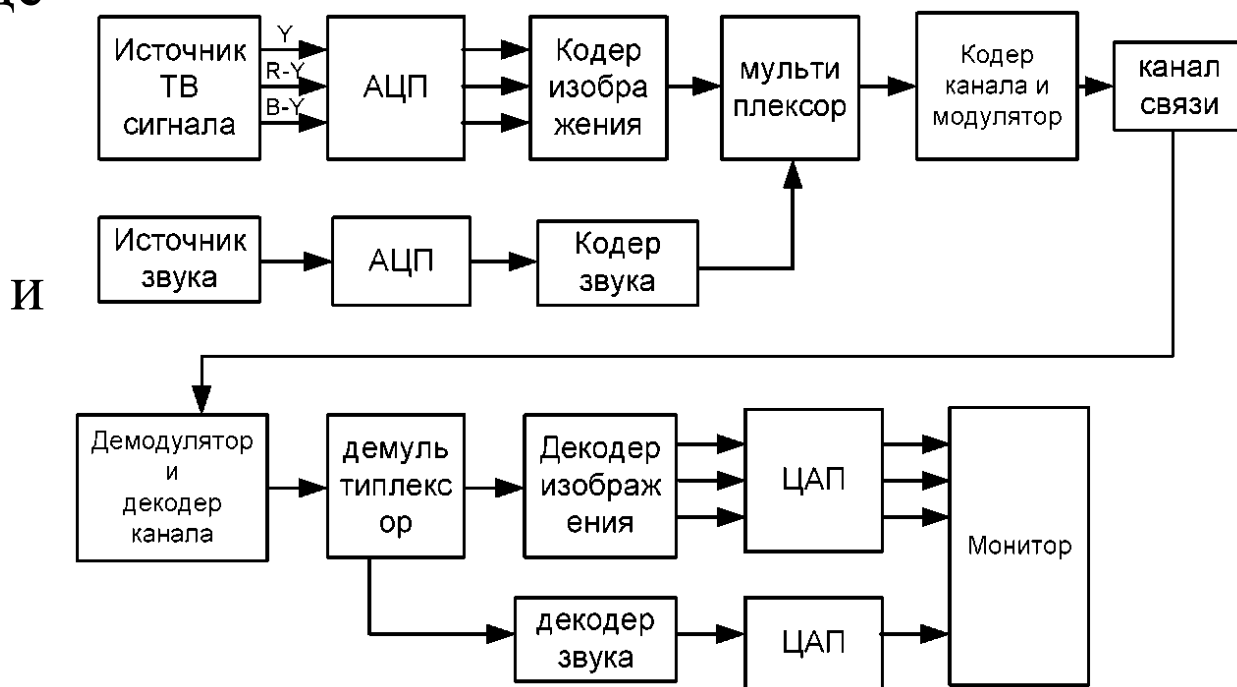 Источник
ТВ
сигнала
Y
R-Y
B-Y
АЦП
Кодер
изобра
жения
мульти
плексор
Кодер
канала и
модулятор
канал
связи
Источник
звука
АЦП
Кодер
звука
и
Демодулятор
и
декодер
канала
демуль
типлекс
ор
Декодер
изображ
ения
ЦАП
Монитор
декодер
звука
ЦАП